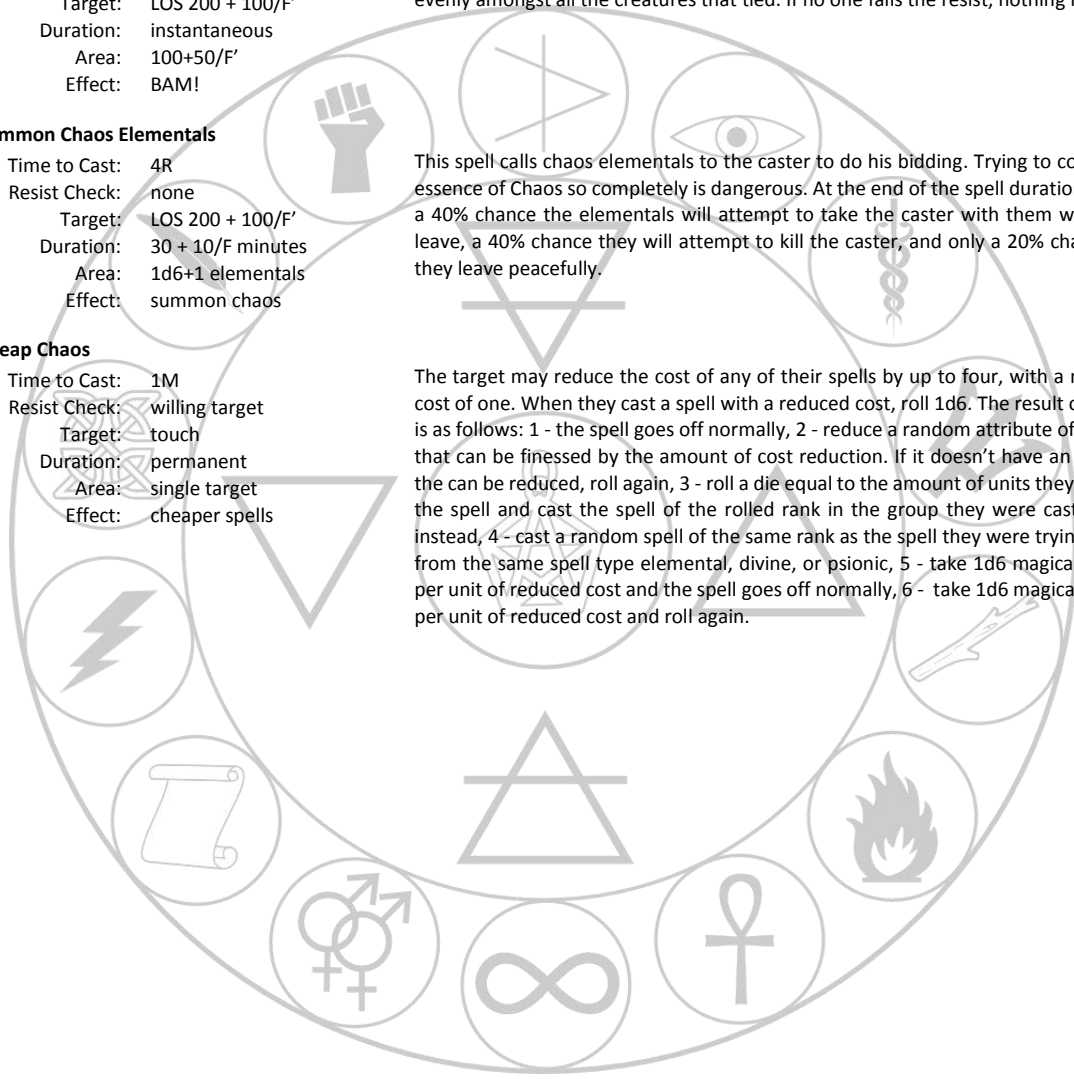 Target: LOS 200 + 100/F'
Duration: instantaneous
Area: 100+50/F'
Effect: BAM!
evenly amongst all the creatures that tied. If no one fails the resist, nothing
mmon Chaos Elementals
Time to Cast: 4R
Resist Check: none
Target: LOS 200 + 100/F'
Duration: 30 + 10/F minutes
Area: 1d6+1 elementals
Effect: summon chaos
This spell calls chaos elementals to the caster to do his bidding. Trying to co
essence of Chaos so completely is dangerous. At the end of the spell duratio
a 40% chance the elementals will attempt to take the caster with them w
leave, a 40% chance they will attempt to kill the caster, and only a 20% cha
they leave peacefully.
eap Chaos
Time to Cast: 1M
Resist Check: willing target
Target: touch
Duration: permanent
Area: single target
Effect: cheaper spells
The target may reduce the cost of any of their spells by up to four, with a
cost of one. When they cast a spell with a reduced cost, roll 1d6. The result
is as follows: 1 - the spell goes off normally, 2 - reduce a random attribute of
that can be finessed by the amount of cost reduction. If it doesn't have an
the can be reduced, roll again, 3 - roll a die equal to the amount of units they
the spell and cast the spell of the rolled rank in the group they were cast
instead, 4 - cast a random spell of the same rank as the spell they were tryin
from the same spell type elemental, divine, or psionic, 5 - take 1d6 magica
per unit of reduced cost and the spell goes off normally, 6 - take 1d6 magica
per unit of reduced cost and roll again.